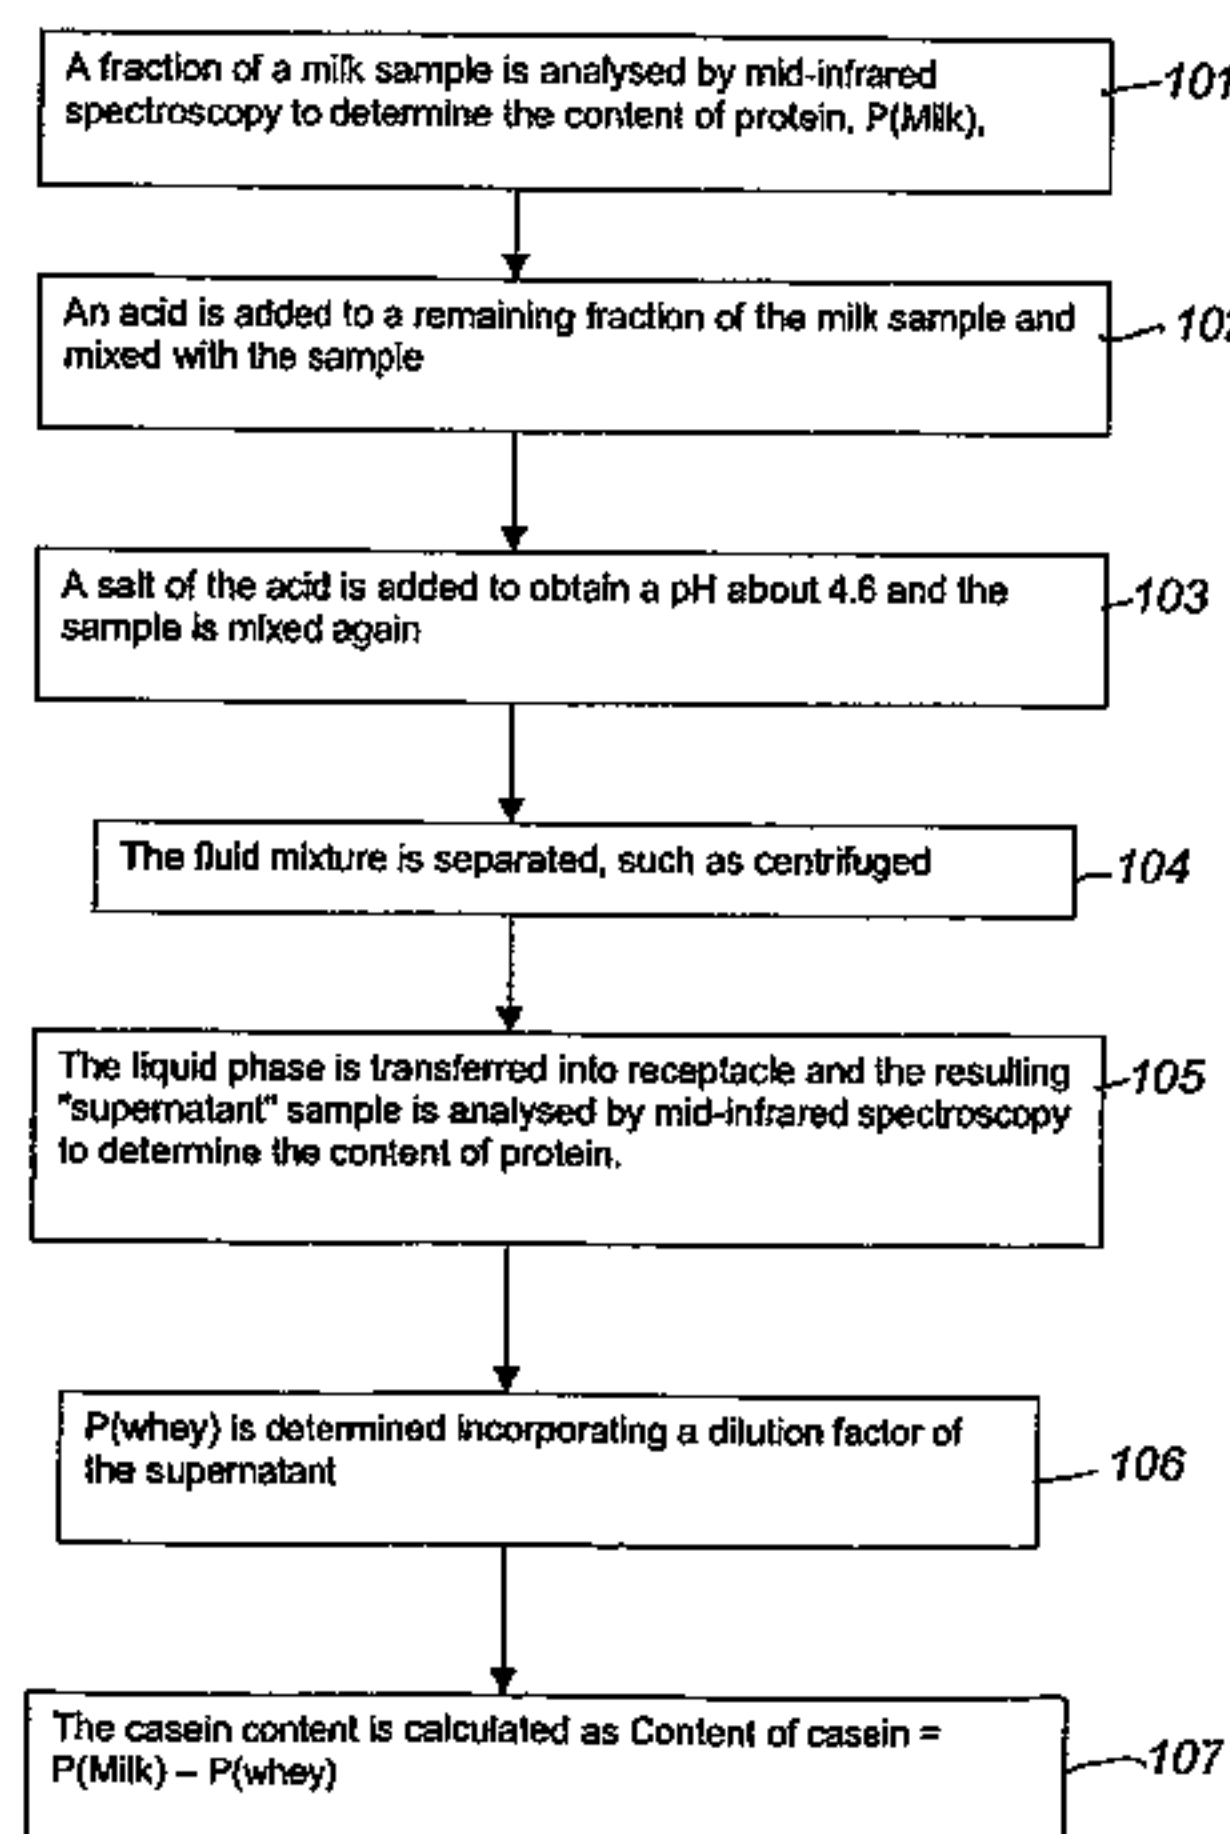 A fraction of a milk sample is analysed by mid-infrared
spectroscopy to determine the content of protein, P(Milk),
101
An acid is added to a remaining fraction of the milk sample and
mixed with the sample
102
A salt of the acid is added to obtain a pH about 4.6 and the
sample is mixed again
103
The fluid mixture is separated, such as centrifuged
104
The liquid phase is transferred into receptacle and the resulting
"supernatant" sample is analysed by mid-infrared spectroscopy
to determine the content of protein.
105
P(whey) is determined incorporating a dilution factor of
the supernatant
106
The casein content is calculated as Content of casein =
P(Milk) – P(whey)
107